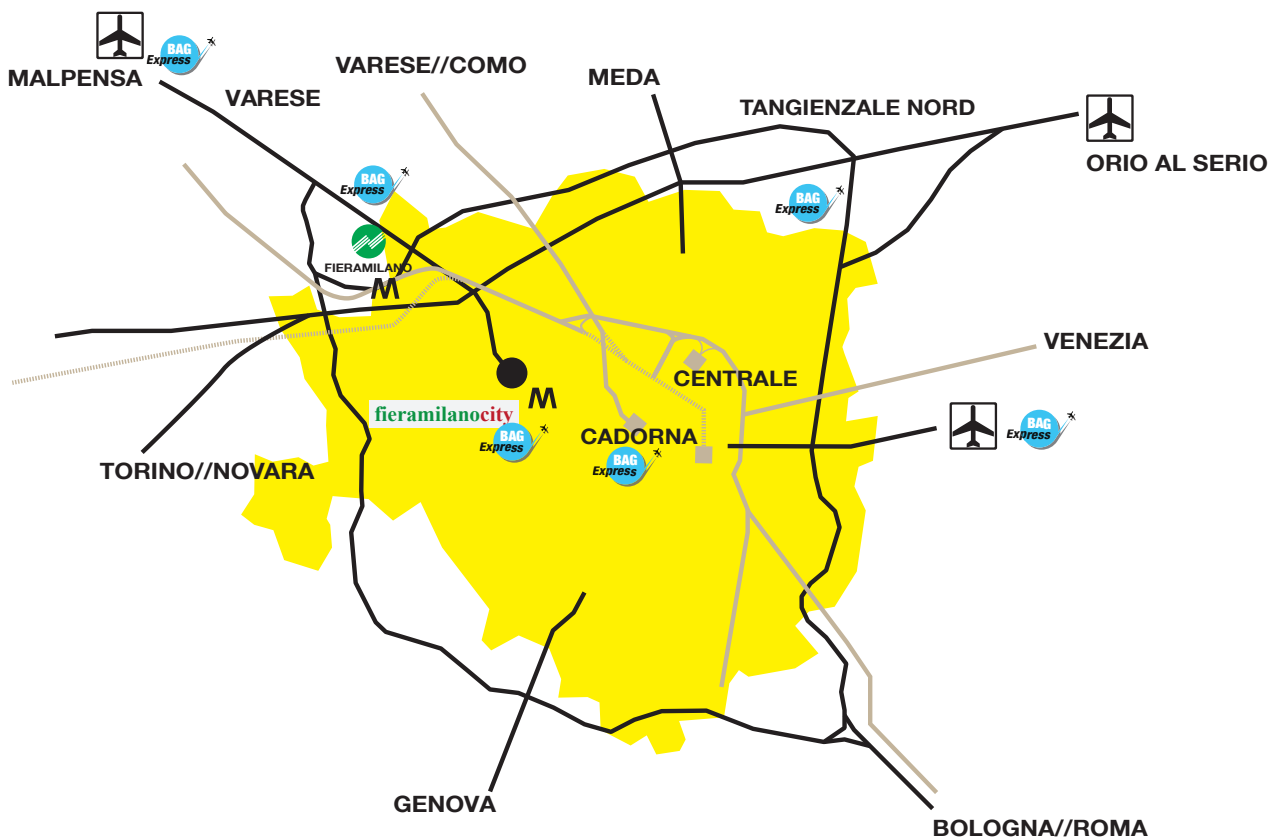 BAG
Express
MALPENSA
VARESE
VARESE//COMO
MEDA
TANGIENZALE NORD
ORIO AL SERIO
BAG
Express
BAG
Express
FIERAMILANO
M
VENEZIA
CENTRALE
M
fieramilanocity
BAG
Express
CADORNA
BAG
Express
BAG
Express
TORINO//NOVARA
GENOVA
BOLOGNA//ROMA